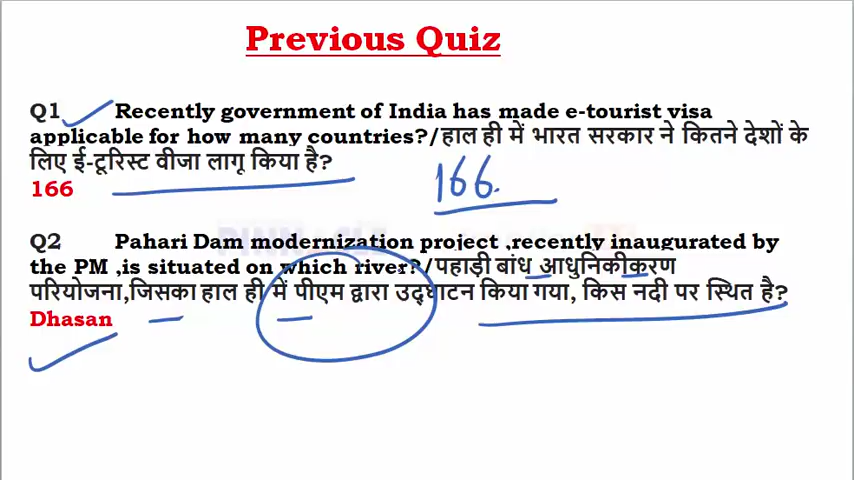 Previous Quiz
Q1 Recently government of India has made e-tourist visa
applicable for how many countries?/हाल ही में भारत सरकार ने कितने देशों के
लिए ई-टूरिस्ट वीजा लागू किया है?
166
166.
Q2 Pahari Dam modernization project ,recently inaugurated by
the PM ,is situated on which river?/पहाड़ी बांध आधुनिकीकरण
परियोजना,जिसका हाल ही में पीएम द्वारा उद्घाटन किया गया, किस नदी पर स्थित है?
Dhasan